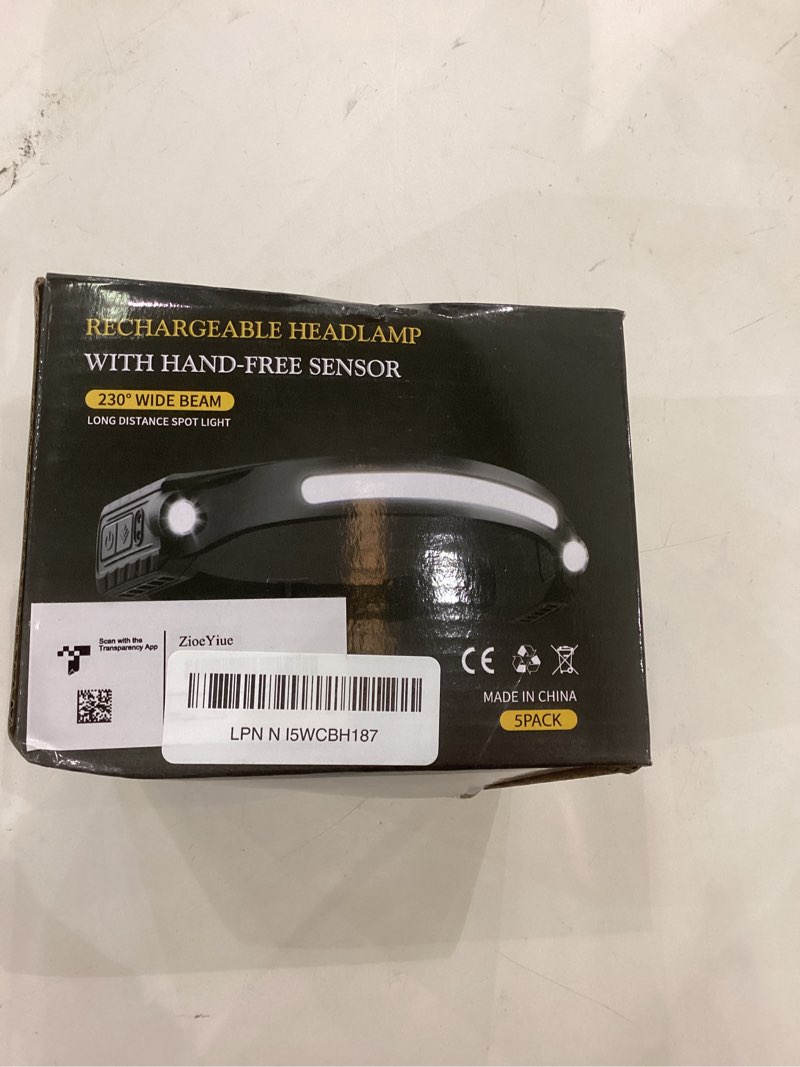 RECHARGEABLE HEADLAMP
WITH HAND-FREE SENSOR
230° WIDE BEAM
LONG DISTANCE SPOT LIGHT
Scan with the
Transparency App
ZioeYiue
LPN N I5WCBH187
CE
MADE IN CHINA
5PACK